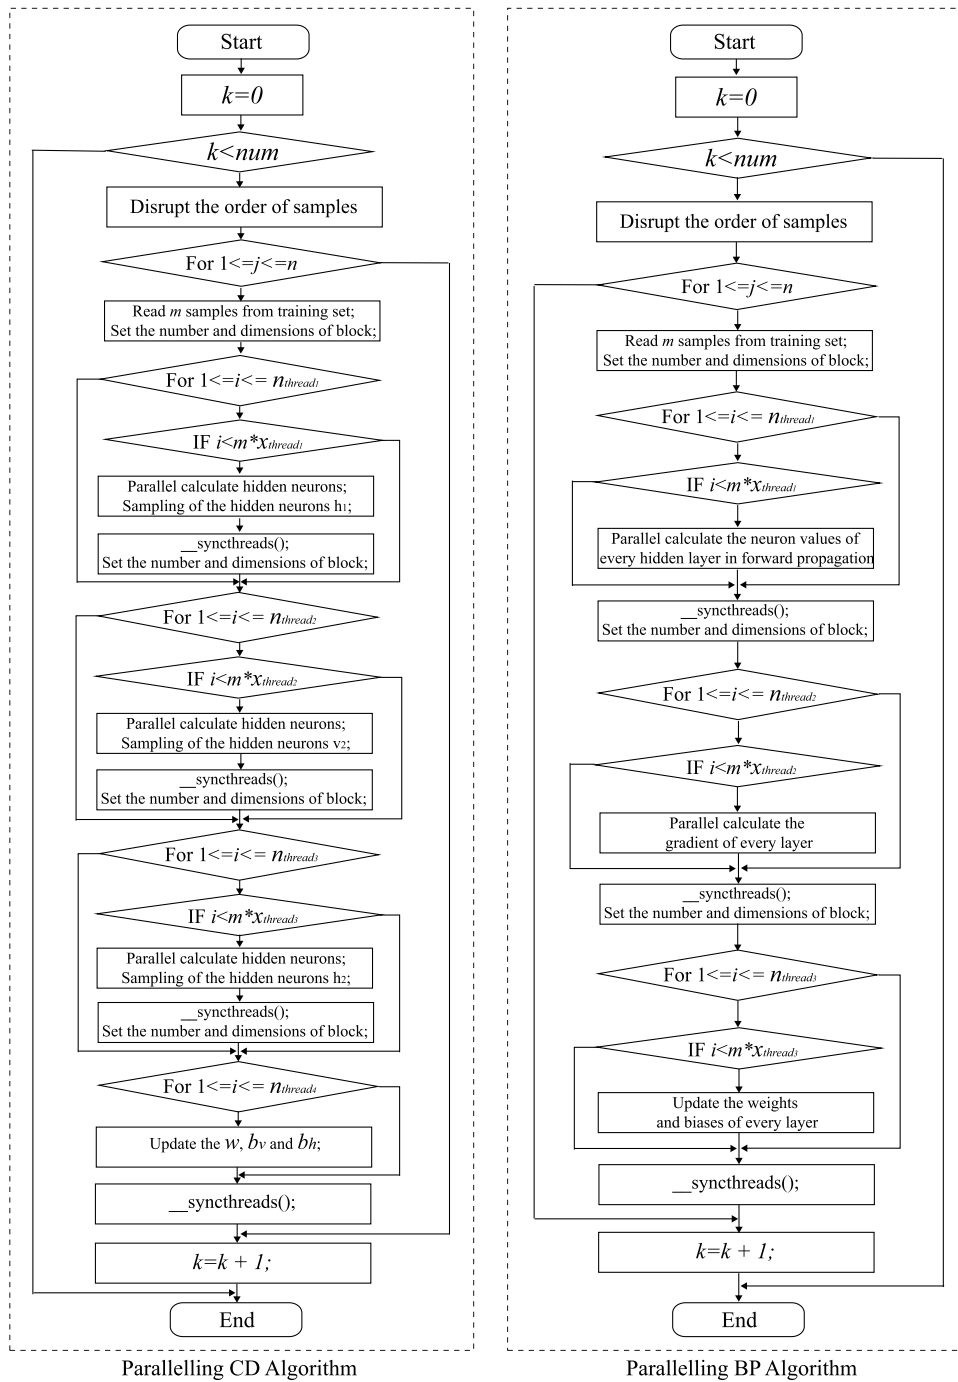 Start
k=0
k<num
Disrupt the order of samples
For 1<=j<=n
Read m samples from training set;
Set the number and dimensions of block;
For 1<=i<= nthread1
IF i<m*xthread1
Parallel calculate hidden neurons;
Sampling of the hidden neurons h1;
__syncthreads();
Set the number and dimensions of block;
For 1<=i<= nthread2
IF i<m*xthread2
Parallel calculate hidden neurons;
Sampling of the hidden neurons v2;
__syncthreads();
Set the number and dimensions of block;
For 1<=i<= nthread3
IF i<m*xthread3
Parallel calculate hidden neurons;
Sampling of the hidden neurons h2;
__syncthreads();
Set the number and dimensions of block;
For 1<=i<= nthread4
Update the w, bv and bh;
__syncthreads();
k=k + 1;
End
Parallelling CD Algorithm
Start
k=0
k<num
Disrupt the order of samples
For 1<=j<=n
Read m samples from training set;
Set the number and dimensions of block;
For 1<=i<= nthread1
IF i<m*xthread1
Parallel calculate the neuron values of
every hidden layer in forward propagation
__syncthreads();
Set the number and dimensions of block;
For 1<=i<= nthread2
IF i<m*xthread2
Parallel calculate the
gradient of every layer
__syncthreads();
Set the number and dimensions of block;
For 1<=i<= nthread3
IF i<m*xthread3
Update the weights
and biases of every layer
__syncthreads();
k=k + 1;
End
Parallelling BP Algorithm